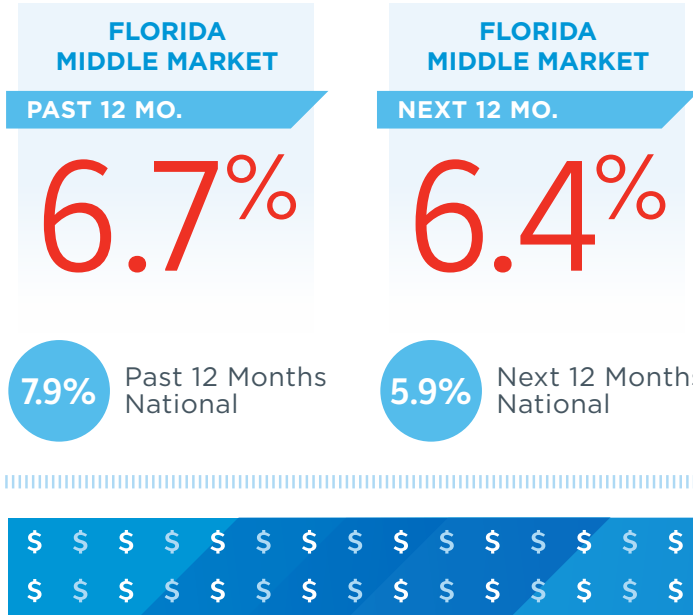 FLORIDA
MIDDLE MARKET
PAST 12 MO.
6.7%
7.9%
Past 12 Months
National
FLORIDA
MIDDLE MARKET
NEXT 12 MO.
6.4%
5.9%
Next 12 Months
National
$ $ $ $ $ $ $ $ $ $ $ $ $ $ $
$ $ $ $ $ $ $ $ $ $ $ $ $ $ $